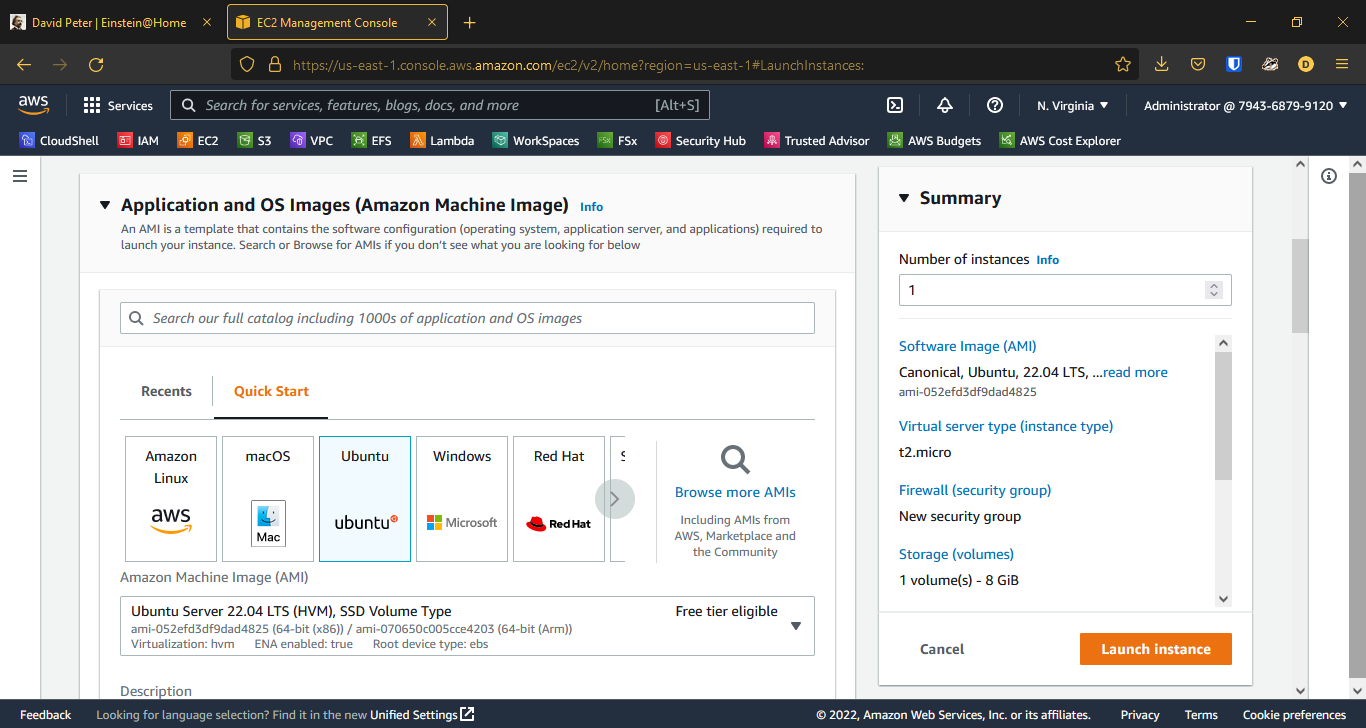 David Peter | Einstein@Home
EC2 Management Console
https://us-east-1.console.aws.amazon.com/ec2/v2/home?region=us-east-1#LaunchInstances:
D
aws
Services
Search for services, features, blogs, docs, and more
[Alt+S]
N. Virginia
Administrator @ 7943-6879-9120
CloudShell
IAM
EC2
S3
VPC
EFS
Lambda
WorkSpaces
FSx
FSx
Security Hub
Trusted Advisor
AWS Budgets
AWS Cost Explorer
Application and OS Images (Amazon Machine Image) Info
An AMI is a template that contains the software configuration (operating system, application server, and applications) required to
launch your instance. Search or Browse for AMIs if you don't see what you are looking for below
Search our full catalog including 1000s of application and OS images
Recents
Quick Start
Amazon
Linux
aws
macOS
Mac
Ubuntu
ubuntu
Windows
Microsoft
Red Hat
Red Hat
S
Browse more AMIs
Including AMIs from
AWS, Marketplace and
the Community
Amazon Machine Image (AMI)
Ubuntu Server 22.04 LTS (HVM), SSD Volume Type
Free tier eligible
ami-052efd3df9dad4825 (64-bit (x86)) / ami-070650c005cce4203 (64-bit (Arm))
Virtualization: hvm ENA enabled: true Root device type: ebs
Description
Summary
Number of instances Info
1
Software Image (AMI)
Canonical, Ubuntu, 22.04 LTS, ...read more
ami-052efd3df9dad4825
Virtual server type (instance type)
t2.micro
Firewall (security group)
New security group
Storage (volumes)
1 volume(s) - 8 GiB
Cancel
Launch instance
Feedback
Looking for language selection? Find it in the new Unified Settings
© 2022, Amazon Web Services, Inc. or its affiliates.
Privacy
Terms
Cookie preferences